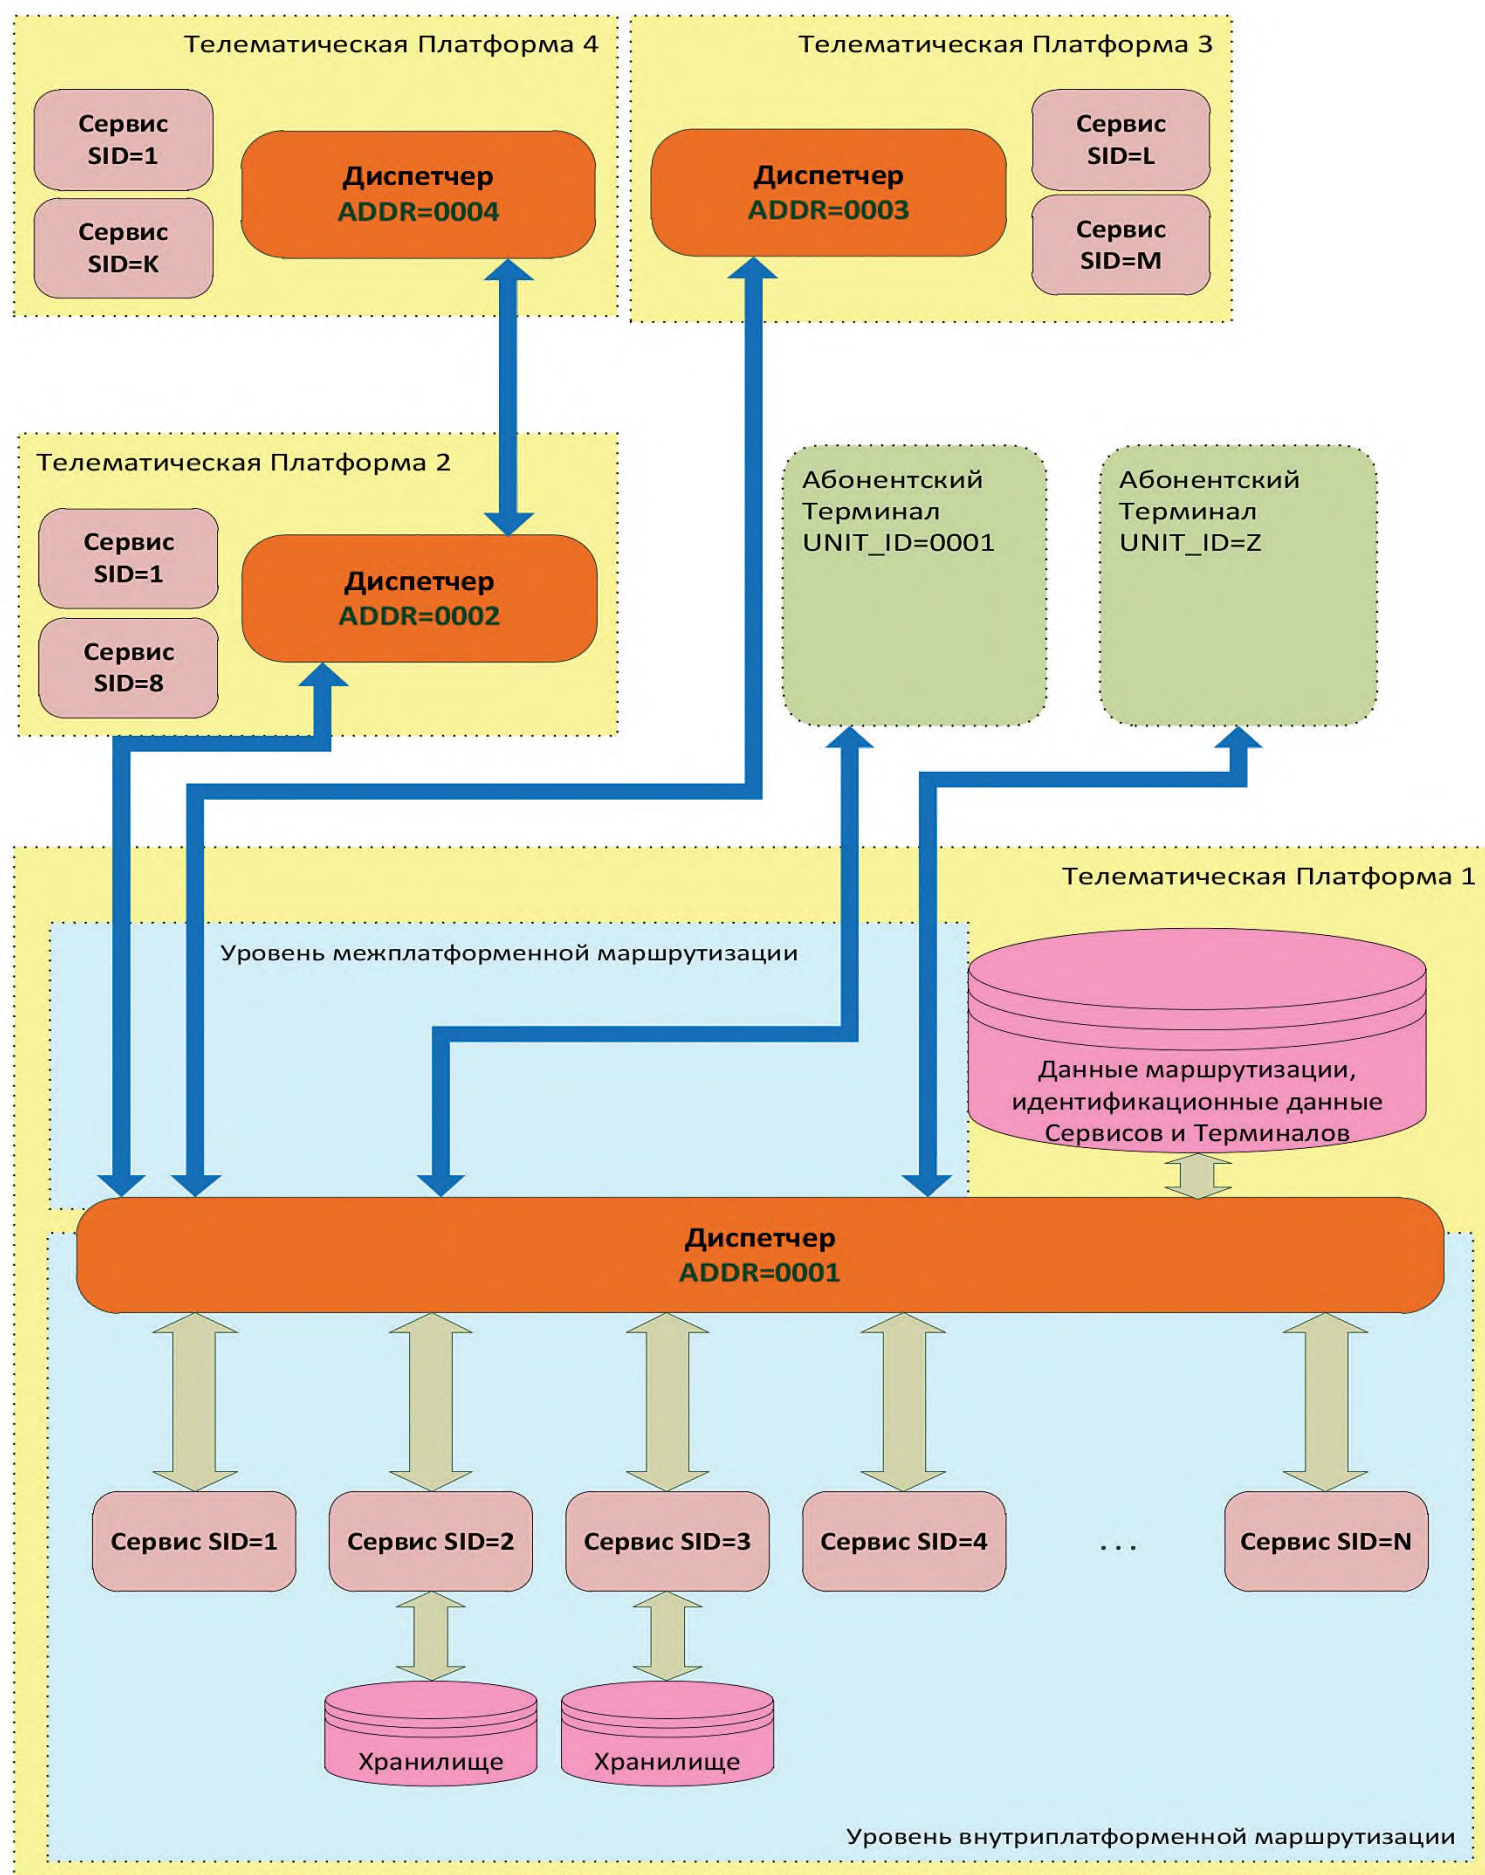 Телематическая Платформа 4
Сервис
SID=1
Диспетчер
ADDR=0004
Сервис
SID=K
Телематическая Платформа 3
Диспетчер
ADDR=0003
Сервис
SID=L
Сервис
SID=M
Телематическая Платформа 2
Сервис
SID=1
Диспетчер
ADDR=0002
Сервис
SID=8
Абонентский
Терминал
UNIT_ID=0001
Абонентский
Терминал
UNIT_ID=Z
Телематическая Платформа 1
Уровень межплатформенной маршрутизации
Данные маршрутизации,
идентификационные данные
Сервисов и Терминалов
Диспетчер
ADDR=0001
Сервис SID=1
Сервис SID=2
Сервис SID=3
Сервис SID=4
...
Сервис SID=N
Хранилище
Хранилище
Уровень внутриплатформенной маршрутизации